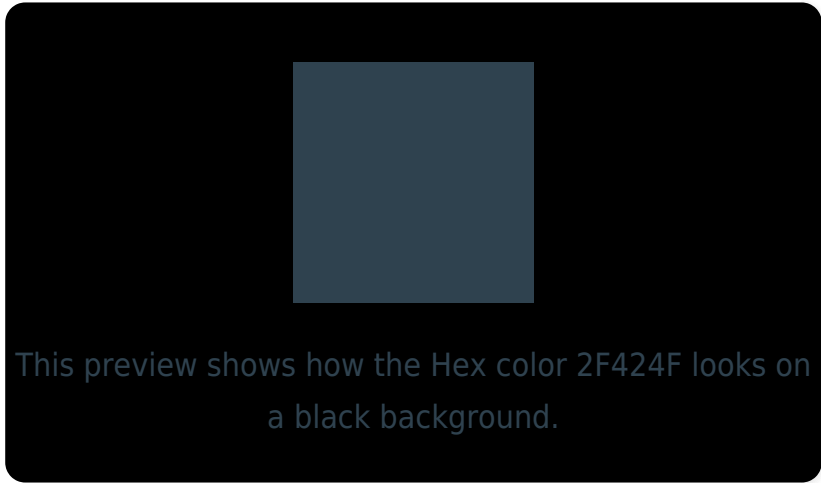 This preview shows how the Hex color 2F424F looks on
a black background.